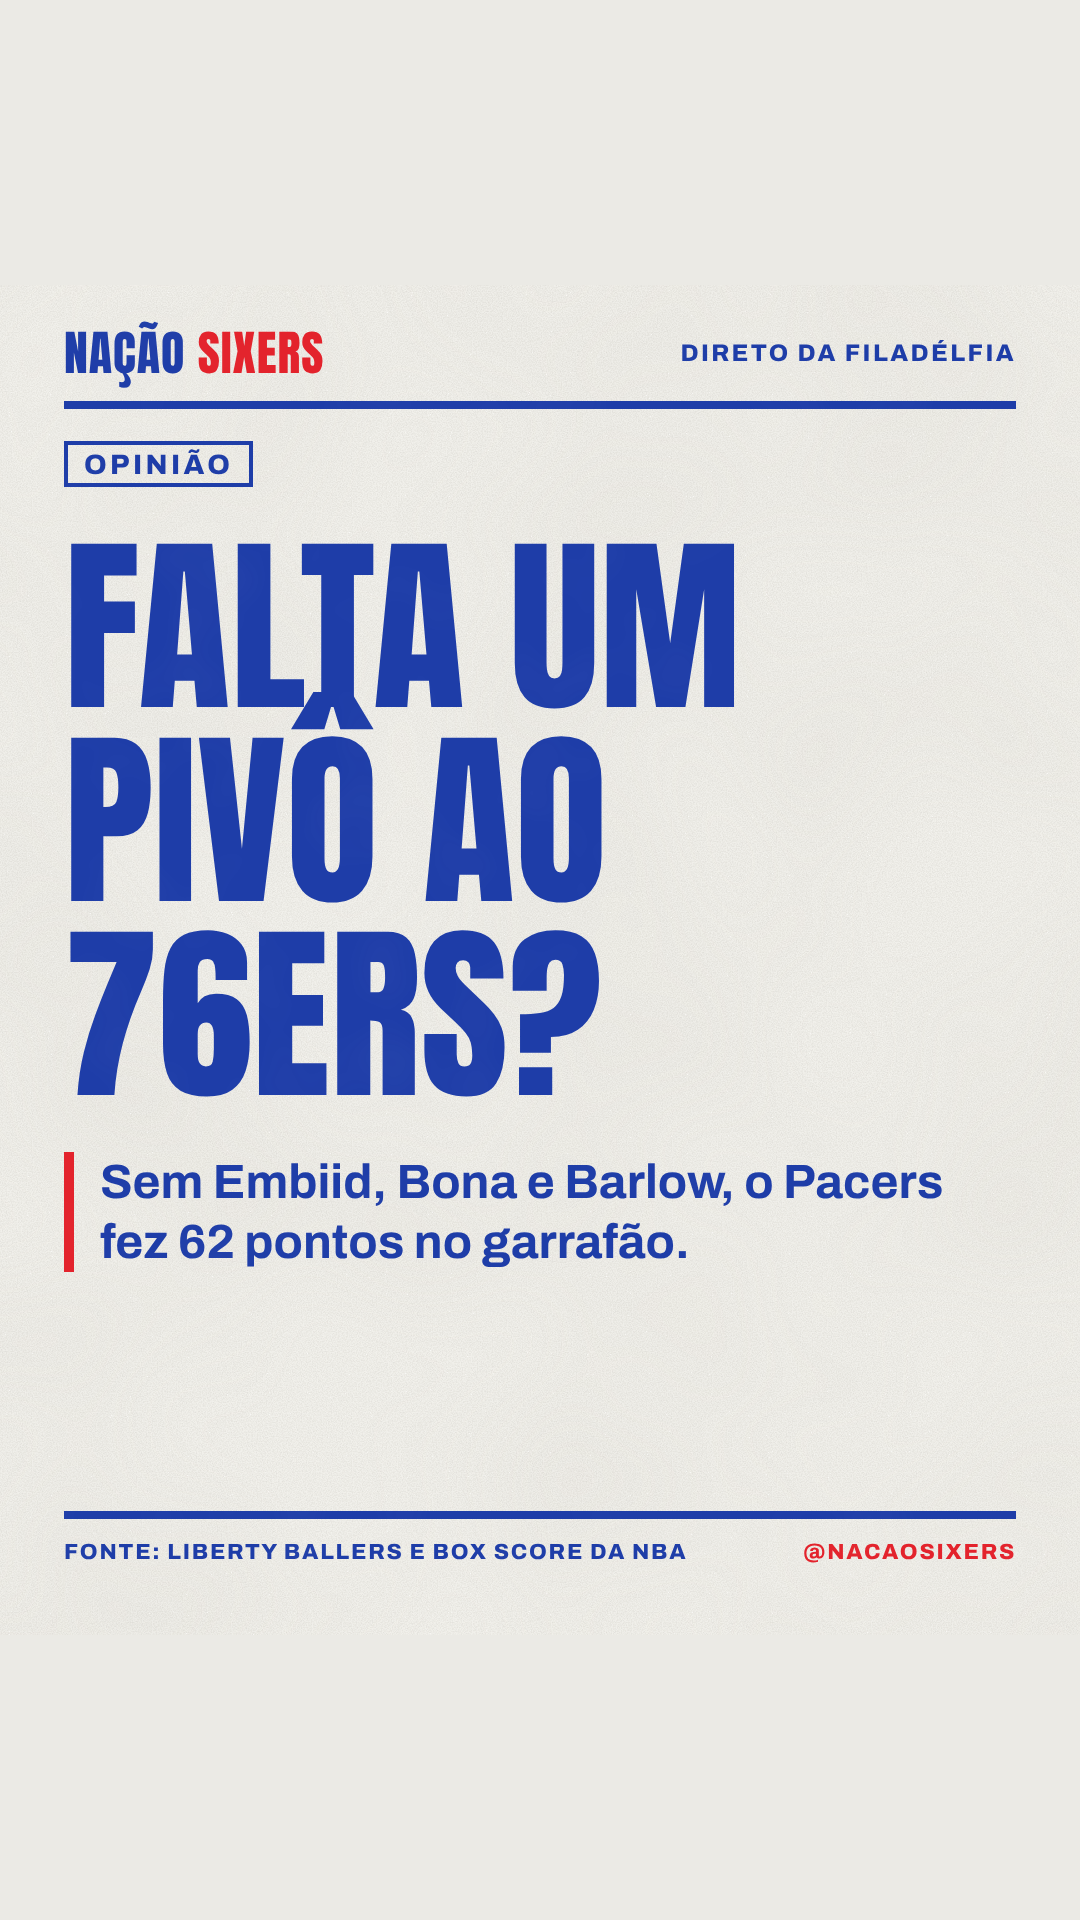 NAÇÃO SIXERS
DIRETO DA FILADÉLFIA
OPINIÃO
FALTA UM
PIVÔ AO
76ERS?
Sem Embiid, Bona e Barlow, o Pacers
fez 62 pontos no garrafão.
FONTE: LIBERTY BALLERS E BOX SCORE DA NBA
@NACAOSIXERS